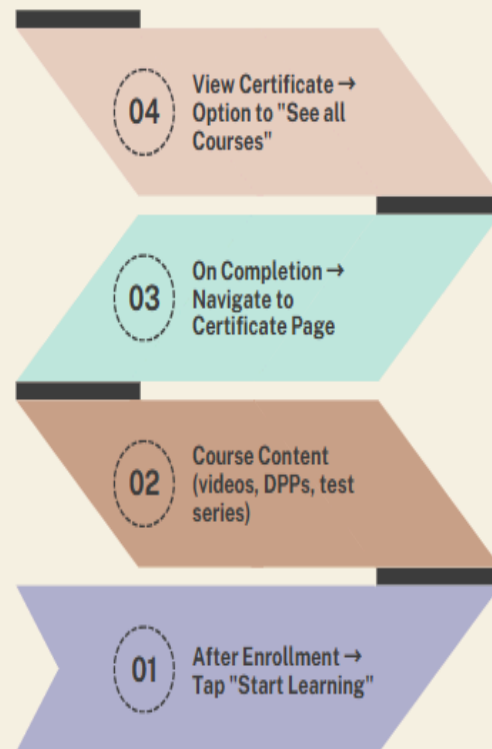 04
View Certificate →
Option to "See all
Courses"
03
On Completion →
Navigate to
Certificate Page
02
Course Content
(videos, DPPs, test
series)
01
After Enrollment →
Tap "Start Learning"